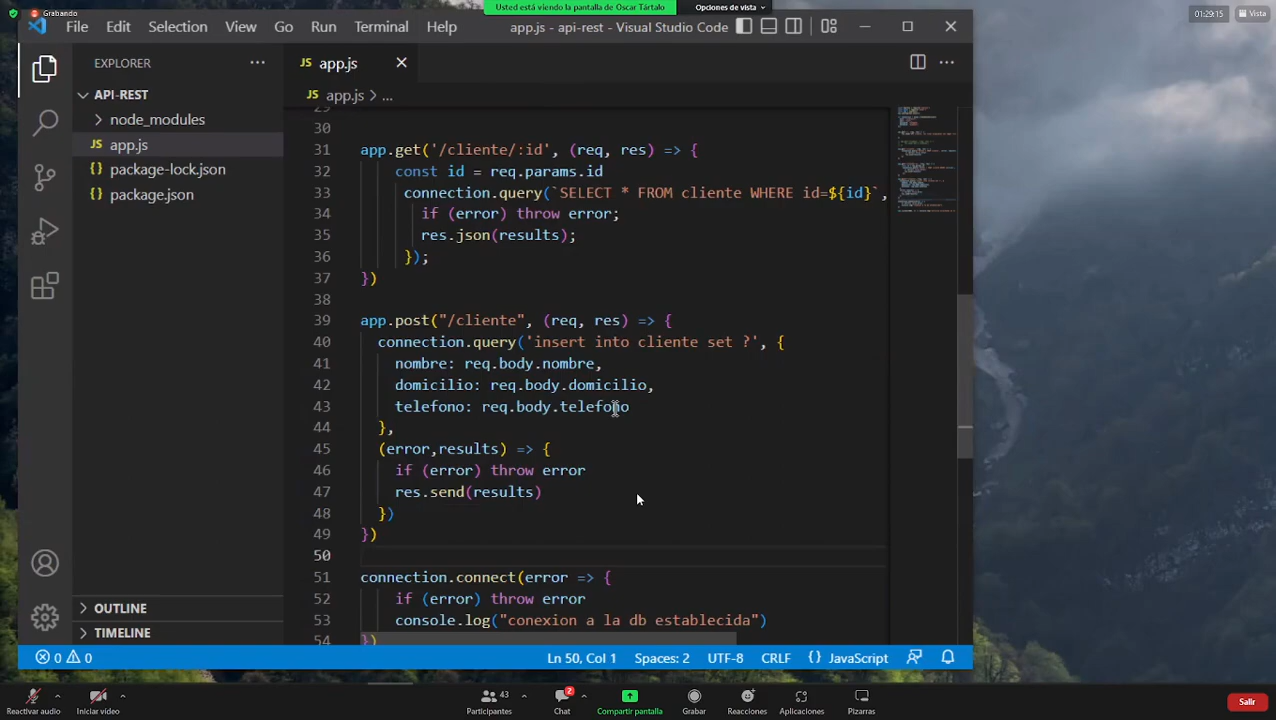 Grabando
Usted está viendo la pantalla de Oscar Tártalo
Opciones de vista
01:29:15
Vista
File Edit Selection View Go Run Terminal Help
app.js - api-rest - Visual Studio Code
EXPLORER
app.js
API-REST
node_modules
app.js
package-lock.json
package.json
OUTLINE
TIMELINE
JS app.js > ...
30
31 app.get('/cliente/:id', (req, res) => {
32 const id = req.params.id
33 connection.query(`SELECT * FROM cliente WHERE id=${id}`,
34 if (error) throw error;
35 res.json(results);
36 });
37 })
38
39 app.post("/cliente", (req, res) => {
40 connection.query('insert into cliente set ?', {
41 nombre: req.body.nombre,
42 domicilio: req.body.domicilio,
43 telefono: req.body.telefono
44 },
45 (error,results) => {
46 if (error) throw error
47 res.send(results)
48 })
49 })
50
51 connection.connect(error => {
52 if (error) throw error
53 console.log("conexion a la db establecida")
54 })
0 0
Ln 50, Col 1 Spaces: 2 UTF-8 CRLF {} JavaScript
Reactivar audio
Iniciar video
43
Participantes
2
Chat
Compartir pantalla
Grabar
Reacciones
Aplicaciones
Pizarras
Salir